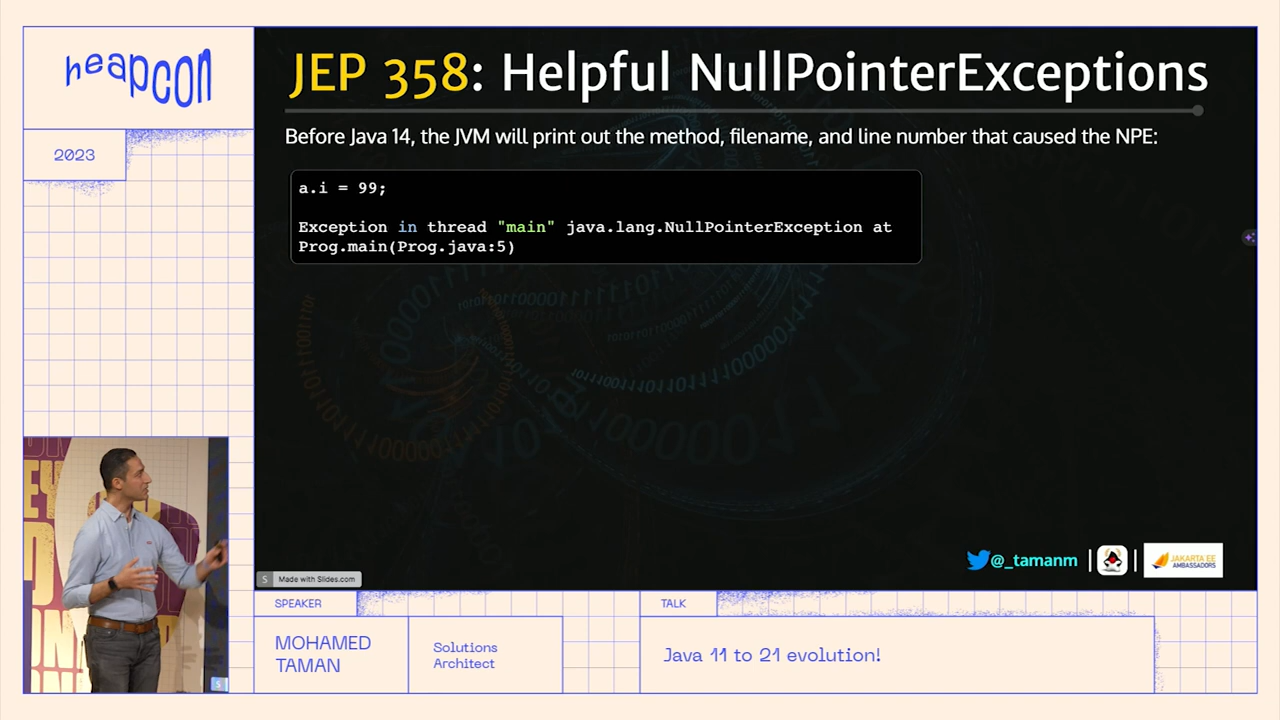 heapcon
2023
JEP 358: Helpful NullPointerExceptions
Before Java 14, the JVM will print out the method, filename, and line number that caused the NPE:
a.i = 99;
Exception in thread "main" java.lang.NullPointerException at
Prog.main(Prog.java:5)
@_tamanm
JAKARTA EE
AMBASSADORS
S Made with Slides.com
SPEAKER
MOHAMED
TAMAN
Solutions
Architect
TALK
Java 11 to 21 evolution!